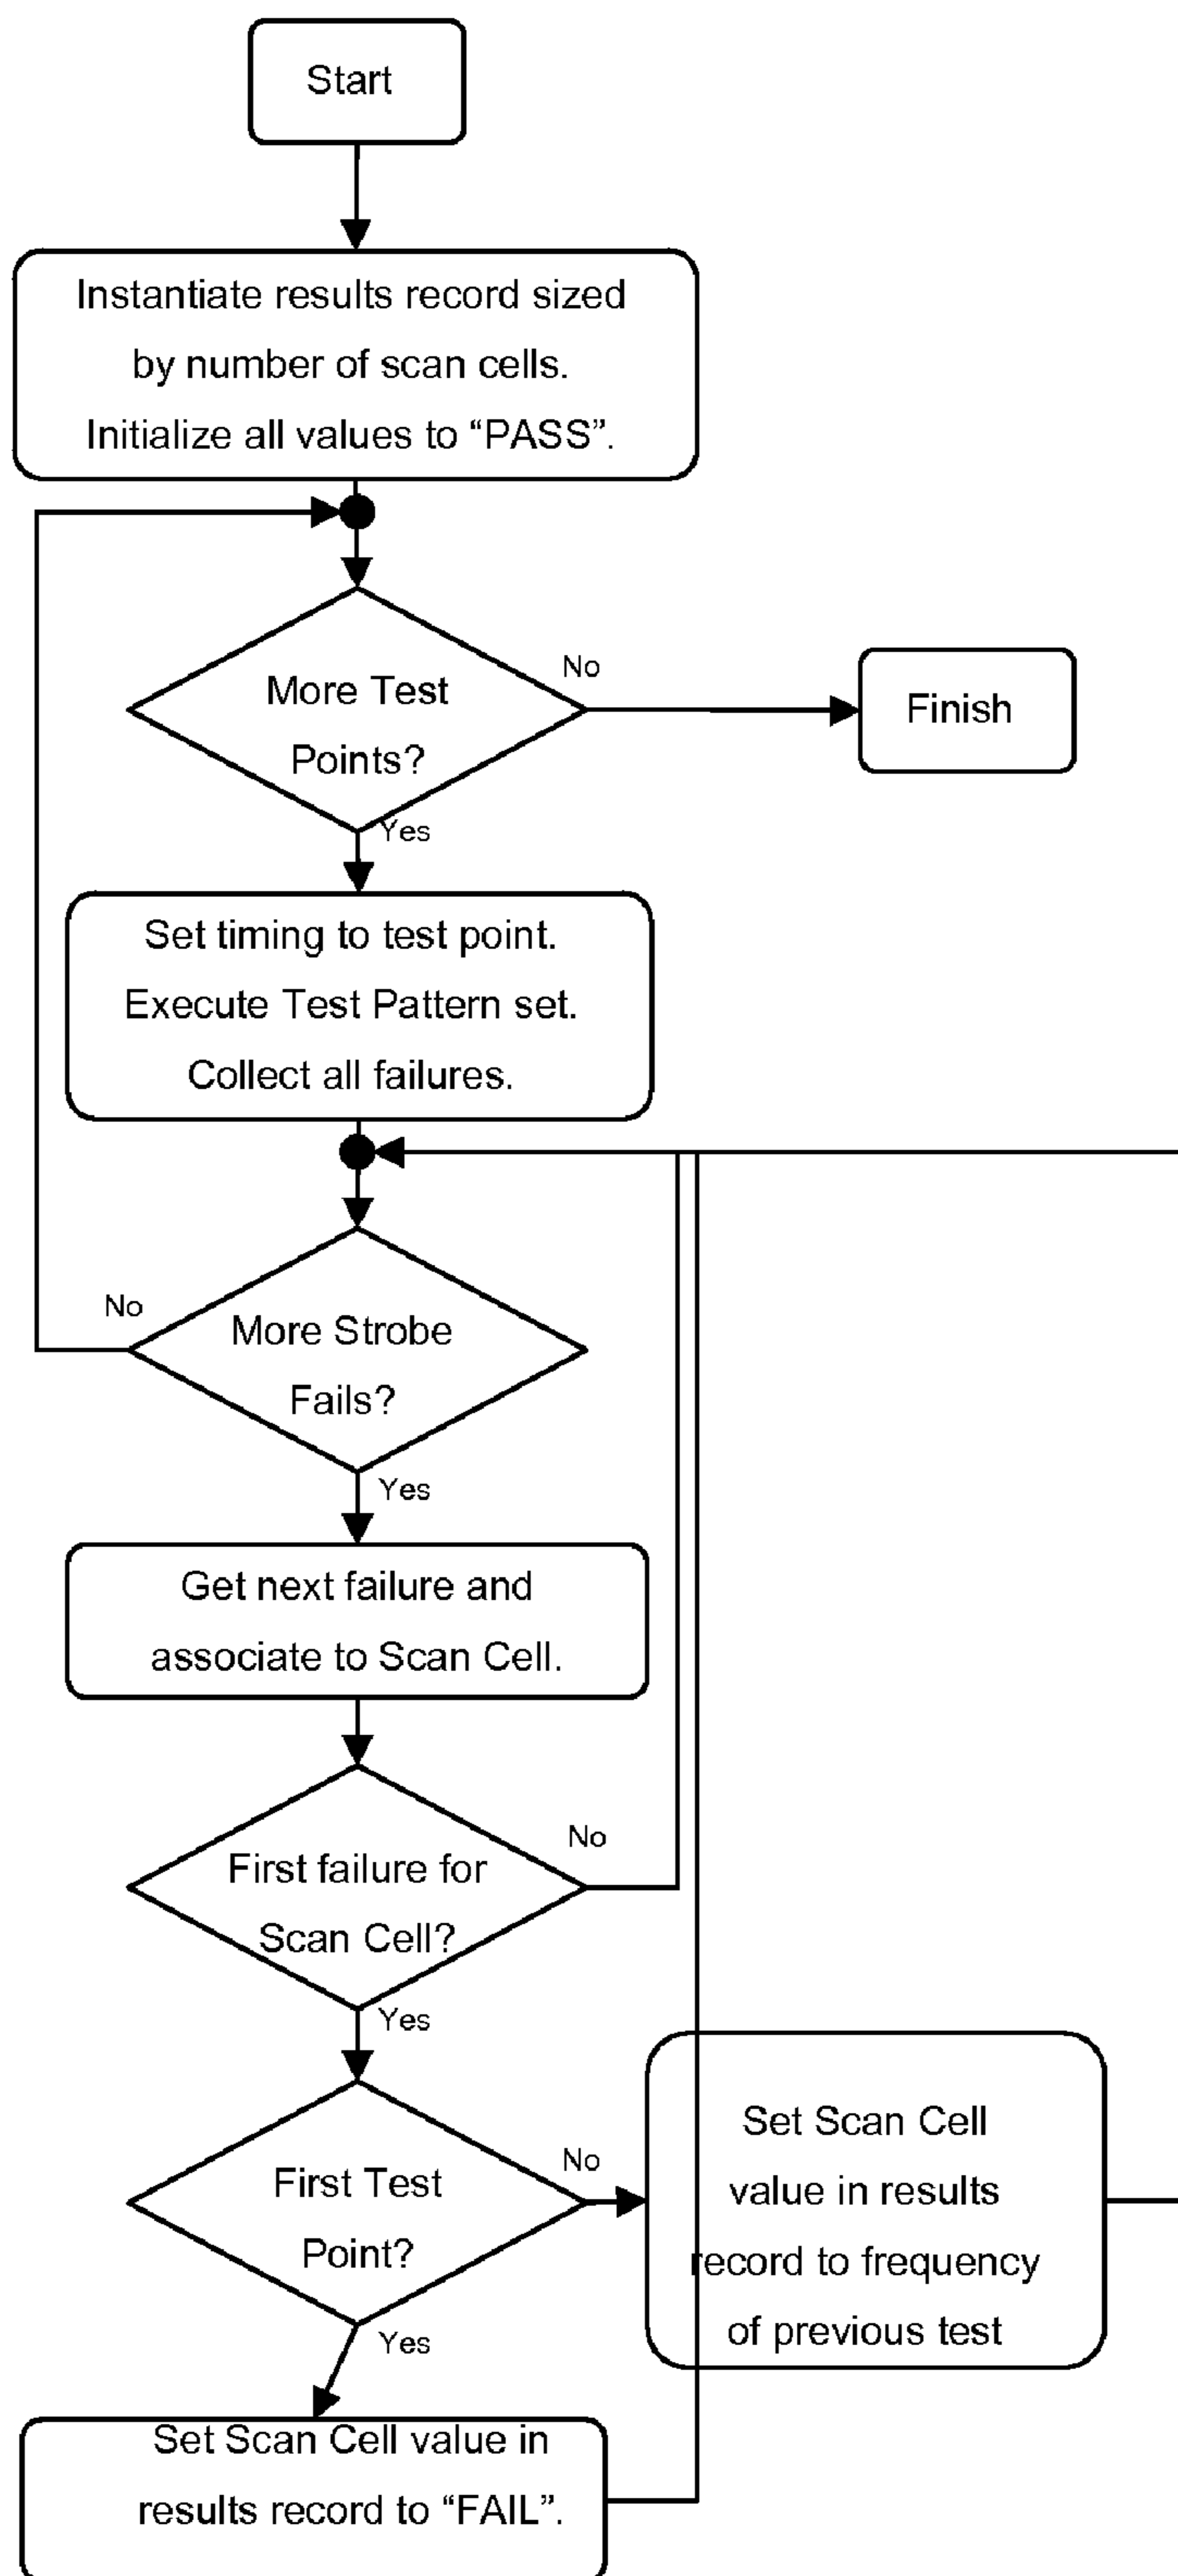 Start
Instantiate results record sized
by number of scan cells.
Initialize all values to “PASS”.
More Test
Points?
No
Finish
Yes
Set timing to test point.
Execute Test Pattern set.
Collect all failures.
More Strobe
Fails?
No
Yes
Get next failure and
associate to Scan Cell.
First failure for
Scan Cell?
No
Yes
First Test
Point?
No
Set Scan Cell
value in results
record to frequency
of previous test
Yes
Set Scan Cell value in
results record to “FAIL”.